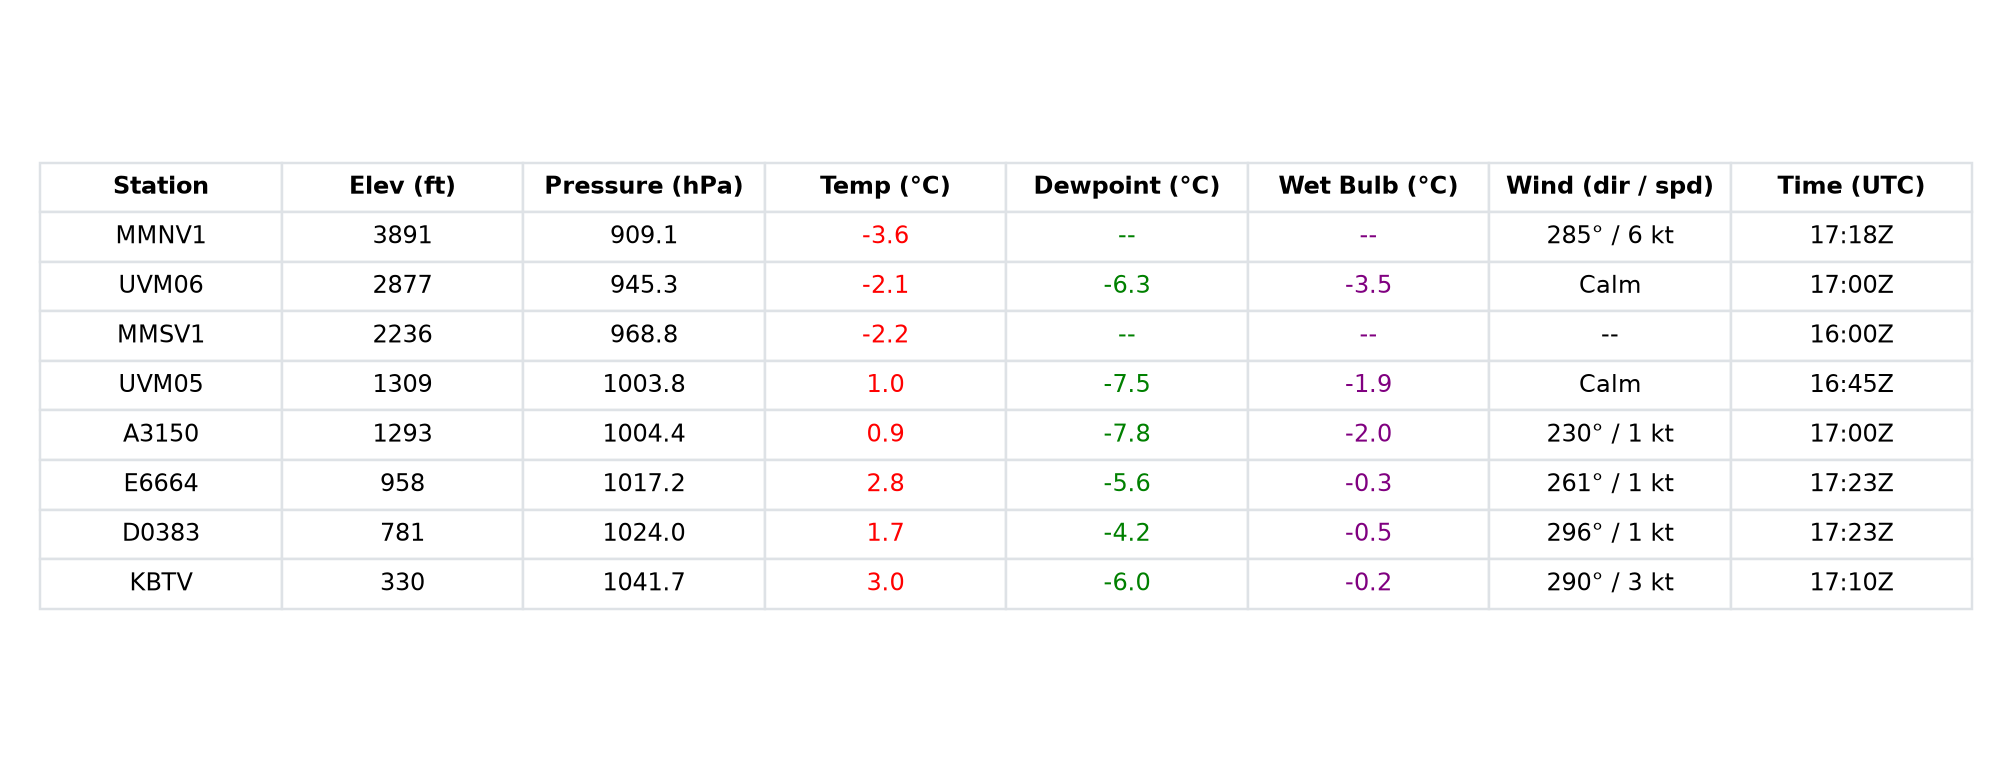 Station Elev (ft) Pressure (hPa) Temp (°C) Dewpoint (°C) Wet Bulb (°C) Wind (dir / spd) Time (UTC)
MMNV1 3891 909.1 -3.6 -- -- 285° / 6 kt 17:18Z
UVM06 2877 945.3 -2.1 -6.3 -3.5 Calm 17:00Z
MMSV1 2236 968.8 -2.2 -- -- -- 16:00Z
UVM05 1309 1003.8 1.0 -7.5 -1.9 Calm 16:45Z
A3150 1293 1004.4 0.9 -7.8 -2.0 230° / 1 kt 17:00Z
E6664 958 1017.2 2.8 -5.6 -0.3 261° / 1 kt 17:23Z
D0383 781 1024.0 1.7 -4.2 -0.5 296° / 1 kt 17:23Z
KBTV 330 1041.7 3.0 -6.0 -0.2 290° / 3 kt 17:10Z